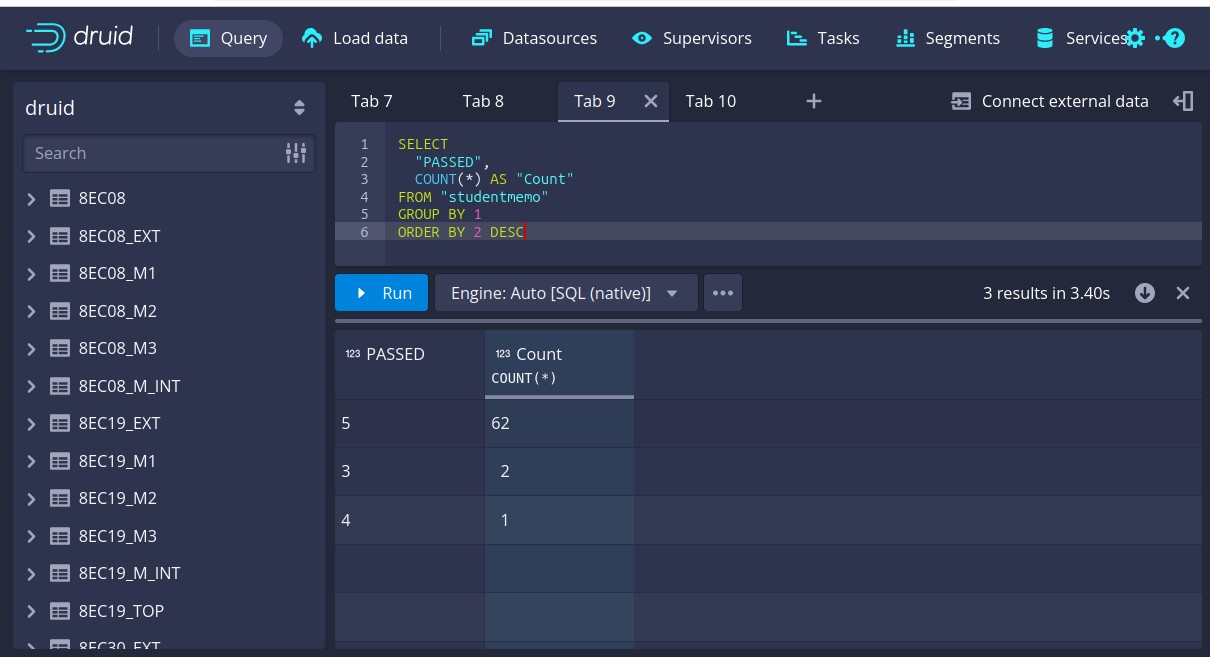 druid
Query
Load data
Datasources
Supervisors
Tasks
Segments
Services
druid
Search
8EC08
8EC08_EXT
8EC08_M1
8EC08_M2
8EC08_M3
8EC08_M_INT
8EC19_EXT
8EC19_M1
8EC19_M2
8EC19_M3
8EC19_M_INT
8EC19_TOP
8EC30_EXT
Tab 7
Tab 8
Tab 9
Tab 10
Connect external data
1 SELECT
2 "PASSED",
3 COUNT(*) AS "Count"
4 FROM "studentmemo"
5 GROUP BY 1
6 ORDER BY 2 DESC
Run
Engine: Auto [SQL (native)]
3 results in 3.40s
123 PASSED
123 Count
COUNT(*)
5 62
3 2
4 1